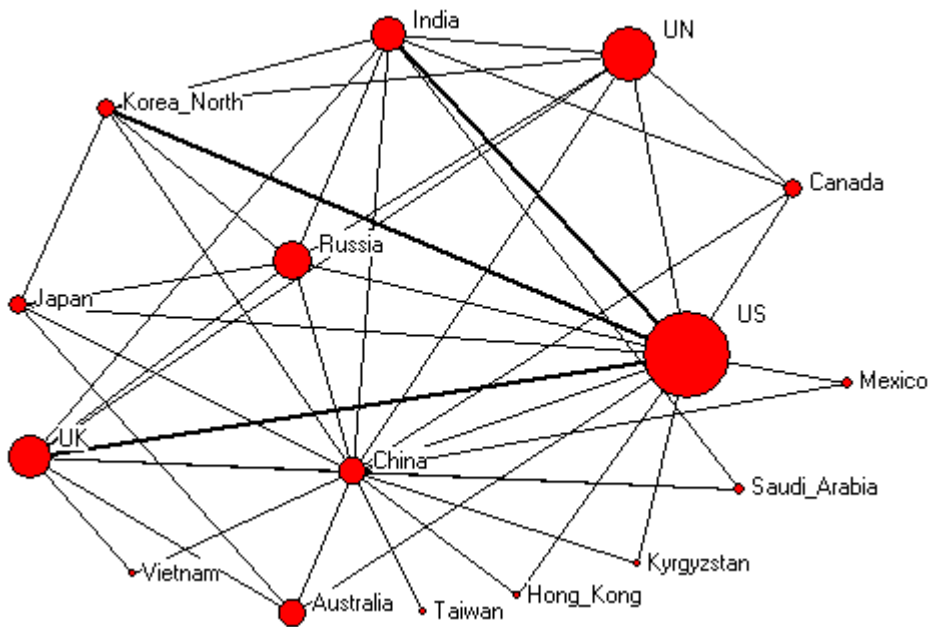 India
UN
Korea_North
Canada
Russia
Japan
US
Mexico
UK
China
Saudi_Arabia
Vietnam
Kyrgyzstan
Hong_Kong
Australia
Taiwan